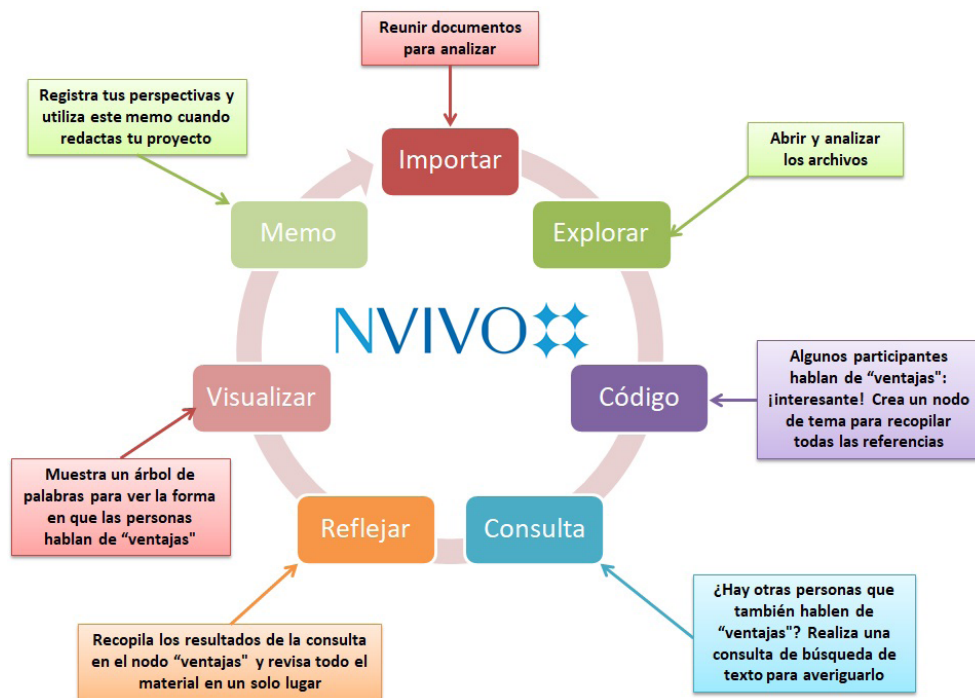 Reunir documentos
para analizar
Importar
Abrir y analizar
los archivos
Explorar
Algunos participantes
hablan de “ventajas":
¡interesante! Crea un nodo
de tema para recopilar
todas las referencias
Código
¿Hay otras personas que
también hablen de
“ventajas"? Realiza una
consulta de búsqueda de
texto para averiguarlo
Consulta
Recopila los resultados de la consulta
en el nodo “ventajas" y revisa todo el
material en un solo lugar
Reflejar
Muestra un árbol de
palabras para ver la forma
en que las personas
hablan de “ventajas"
Visualizar
Registra tus perspectivas y
utiliza este memo cuando
redactas tu proyecto
Memo
NVIVO